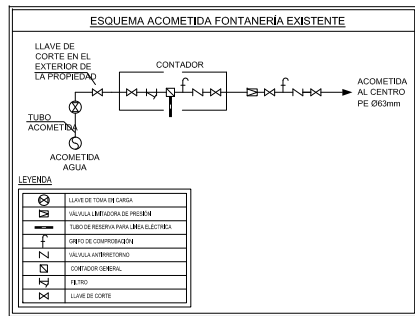 ESQUEMA ACOMETIDA FONTANERÍA EXISTENTE
LLAVE DE
CORTE EN EL
EXTERIOR DE
LA PROPIEDAD
CONTADOR
ACOMETIDA
AL CENTRO
PE Ø63mm
TUBO
ACOMETIDA
ACOMETIDA
AGUA
LEYENDA
LLAVE DE TOMA EN CARGA
VÁLVULA LIMITADORA DE PRESIÓN
TUBO DE RESERVA PARA LÍNEA ELECTRICA
GRIFO DE COMPROBACIÓN
VÁLVULA ANTIRRETORNO
CONTADOR GENERAL
FILTRO
LLAVE DE CORTE